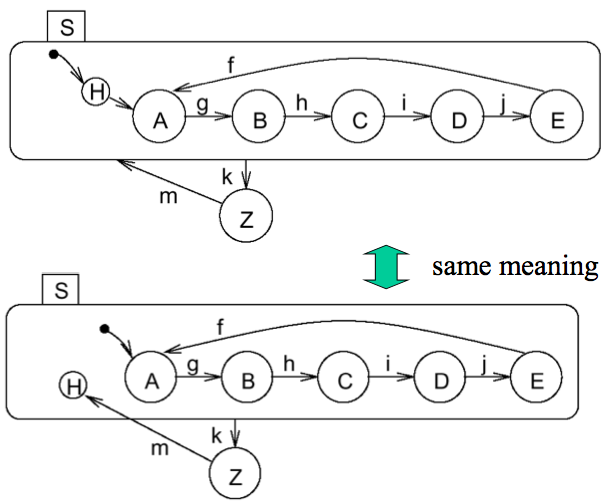 S
f
H
A g B h C i D j E
k
m
Z
same meaning
S
f
H A g B h C i D j E
k
m
Z